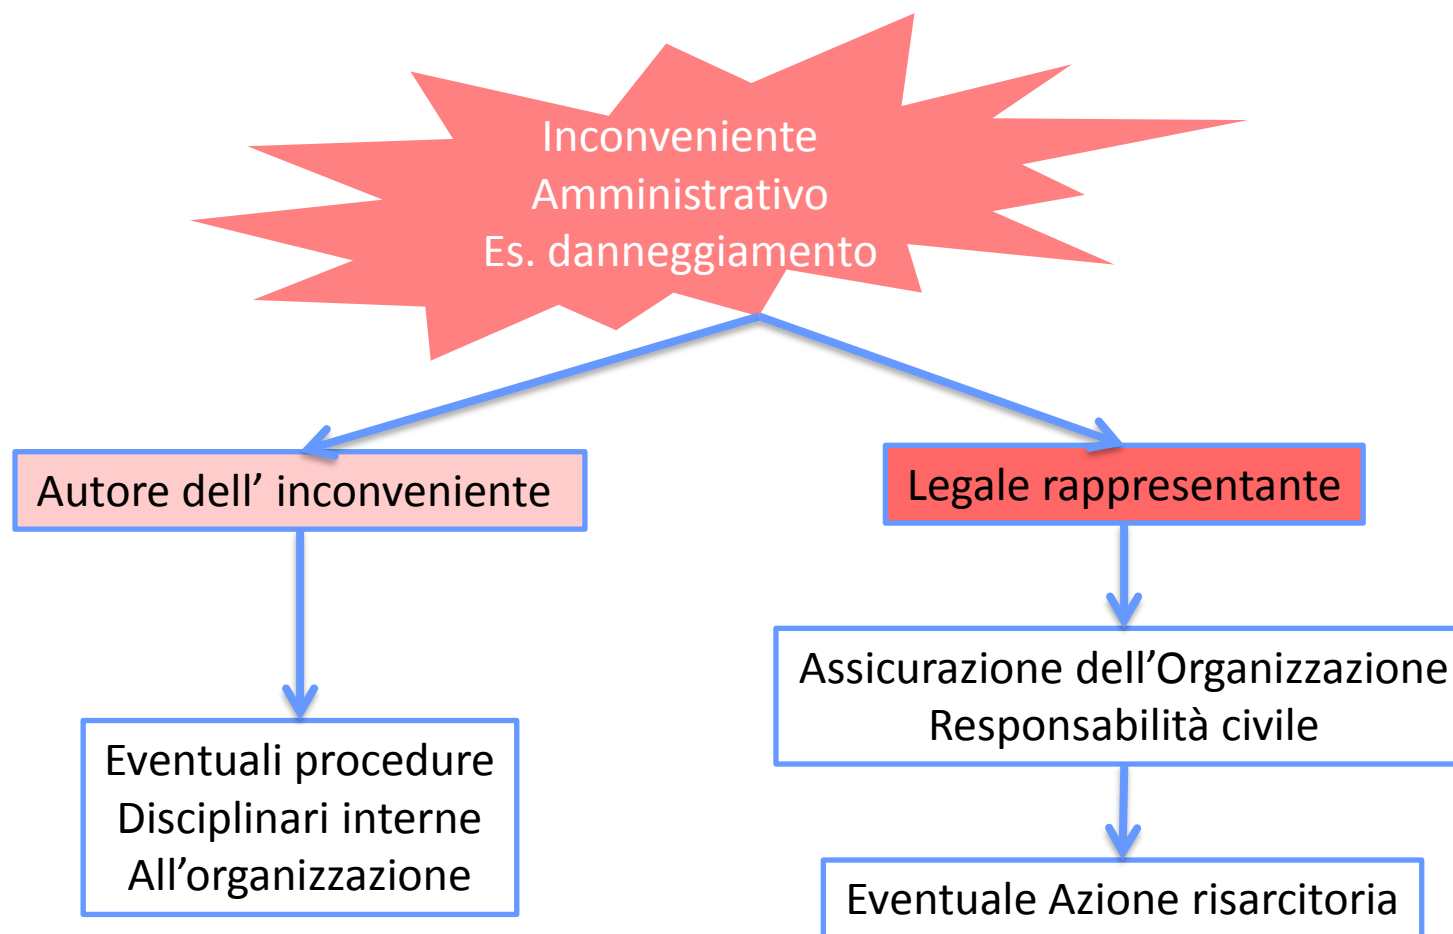 Inconveniente
Amministrativo
Es. danneggiamento
Autore dell’ inconveniente
Legale rappresentante
Eventuali procedure
Disciplinari interne
All’organizzazione
Assicurazione dell’Organizzazione
Responsabilità civile
Eventuale Azione risarcitoria